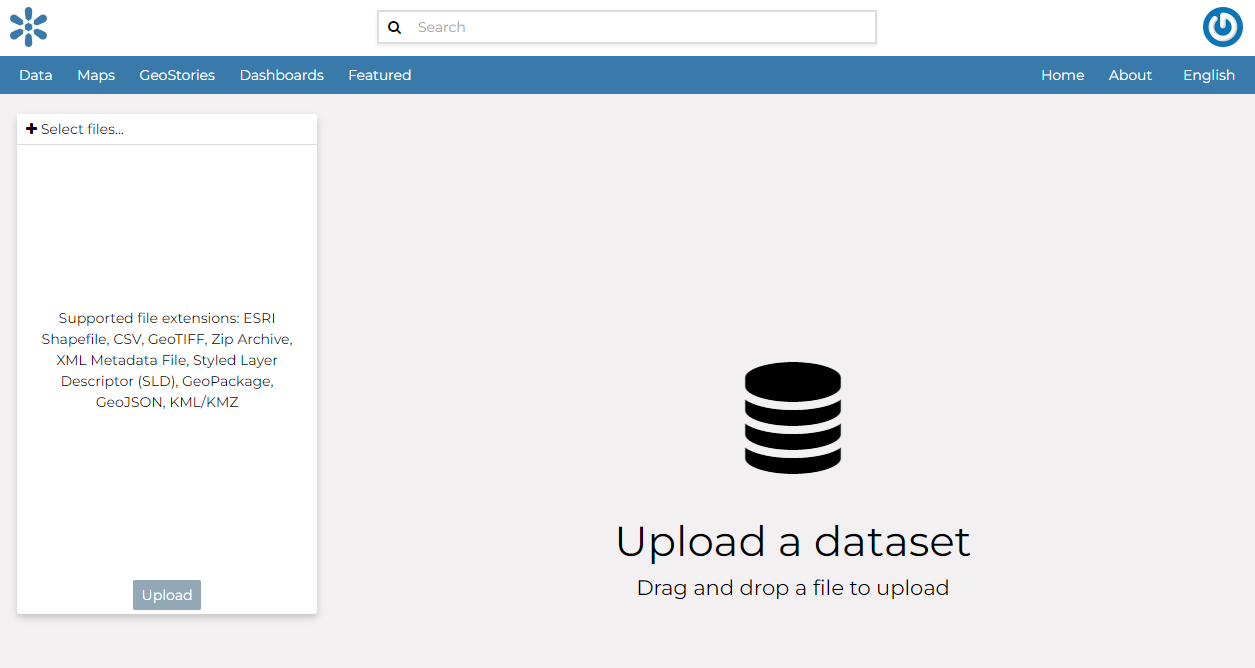 Search
Data Maps GeoStories Dashboards Featured Home About English
Select files...
Supported file extensions: ESRI
Shapefile, CSV, GeoTIFF, Zip Archive,
XML Metadata File, Styled Layer
Descriptor (SLD), GeoPackage,
GeoJSON, KML/KMZ
Upload
Upload a dataset
Drag and drop a file to upload